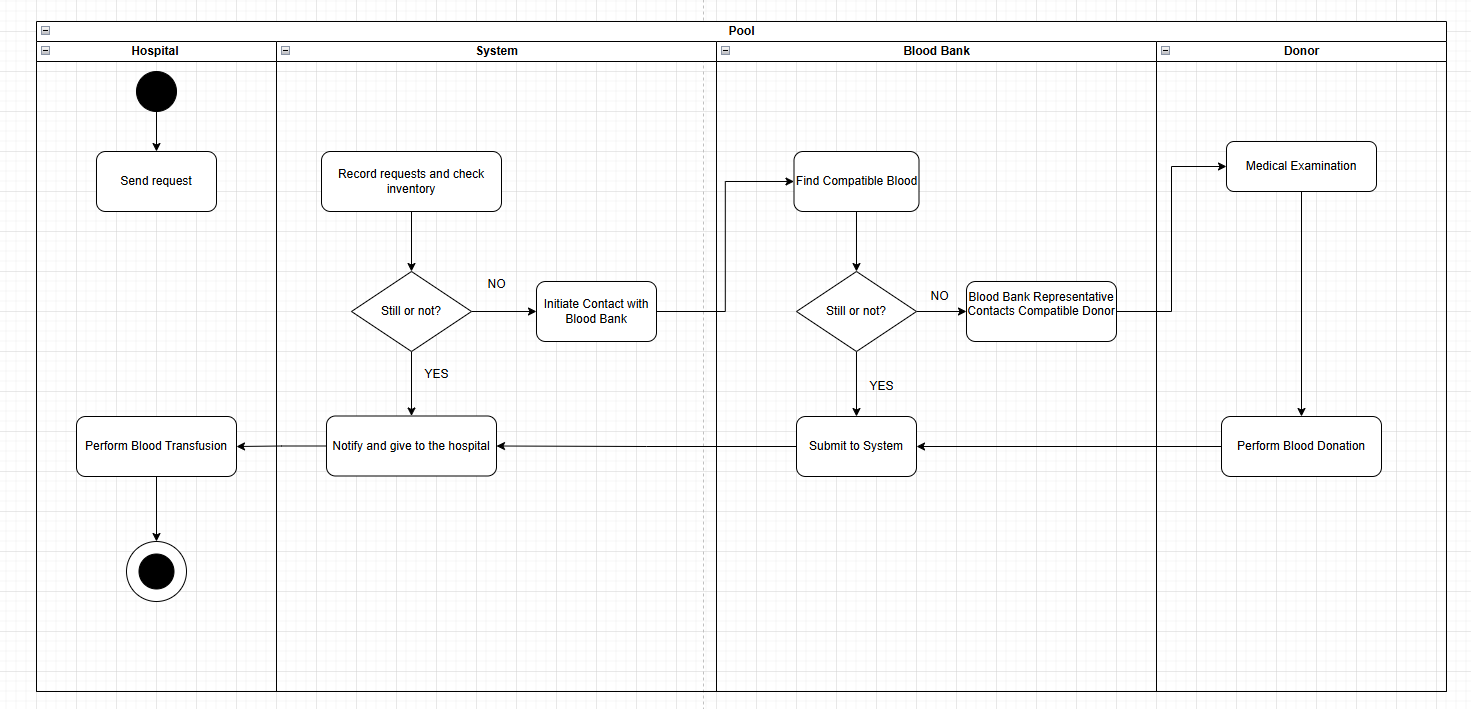 Pool
Hospital
System
Blood Bank
Donor
Send request
Record requests and check
inventory
Find Compatible Blood
Medical Examination
Still or not?
NO
Initiate Contact with
Blood Bank
Still or not?
NO
Blood Bank Representative
Contacts Compatible Donor
YES
YES
Perform Blood Transfusion
Notify and give to the hospital
Submit to System
Perform Blood Donation